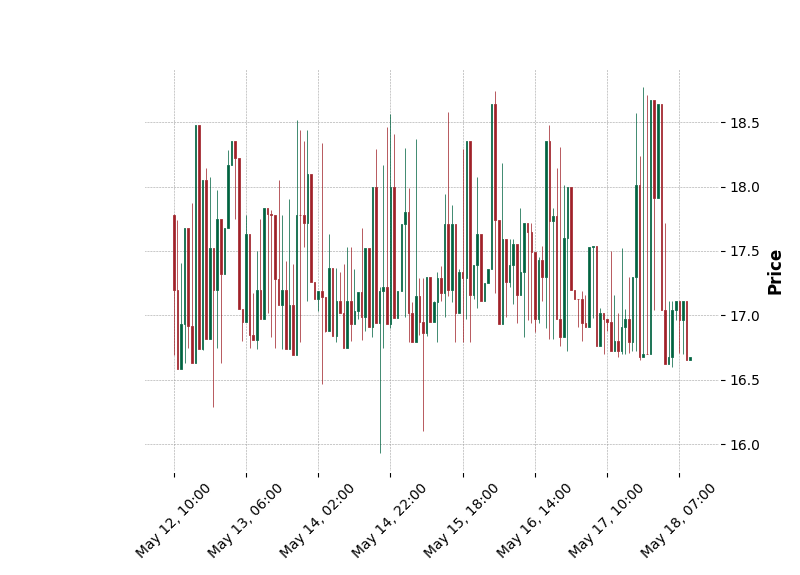 18.5
18.0
17.5
17.0
16.5
16.0
Price
May 12, 10:00
May 13, 06:00
May 14, 02:00
May 14, 22:00
May 15, 18:00
May 16, 14:00
May 17, 10:00
May 18, 07:00